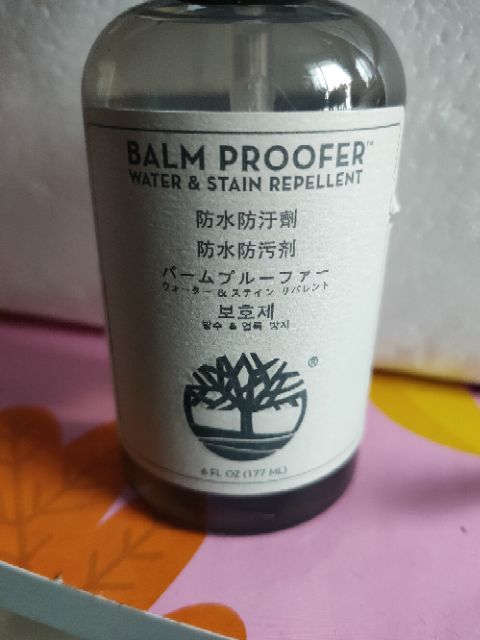 BALM PROOFER™
WATER & STAIN REPELLENT
防水防汙劑
防水防污剂
バームプルーファー
ウォーター & ステイン リパレント
보호제
방수 & 얼룩 방지
®
6 FL OZ (177 ML)